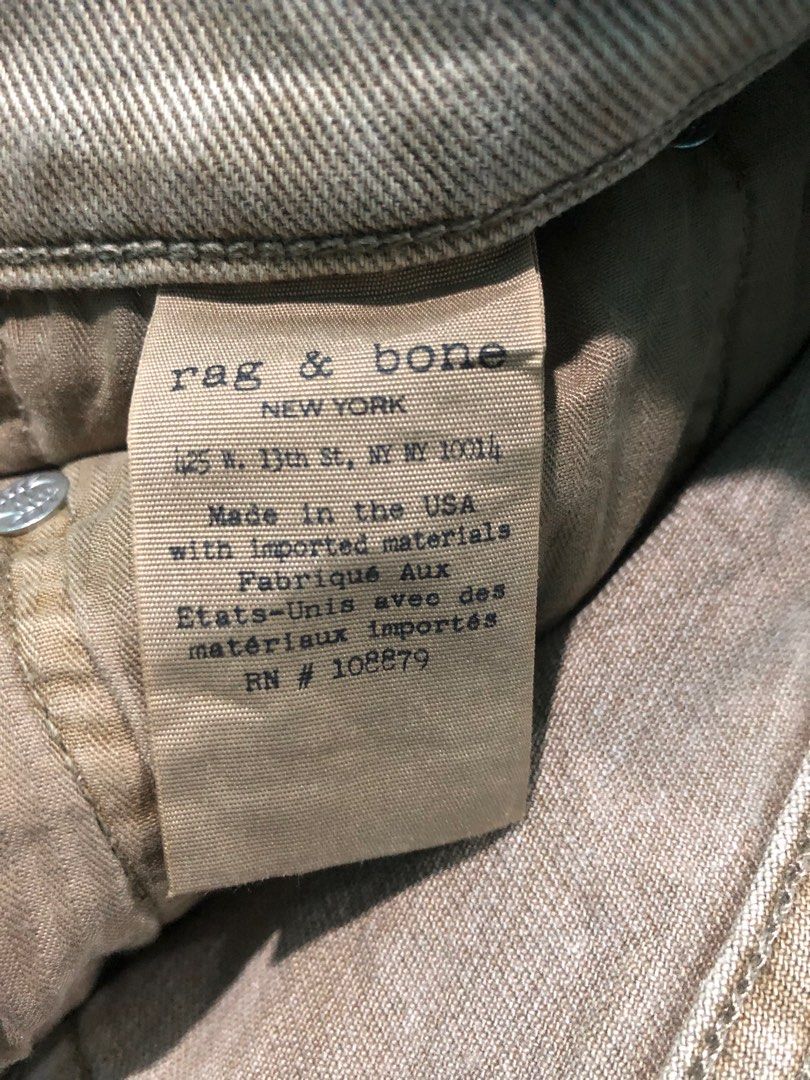 rag & bone
NEW YORK
425 W. 13th St, NY NY 10014
Made in the USA
with imported materials
Fabriqué Aux
Etats-Unis avec des
matériaux importés
RN # 108879